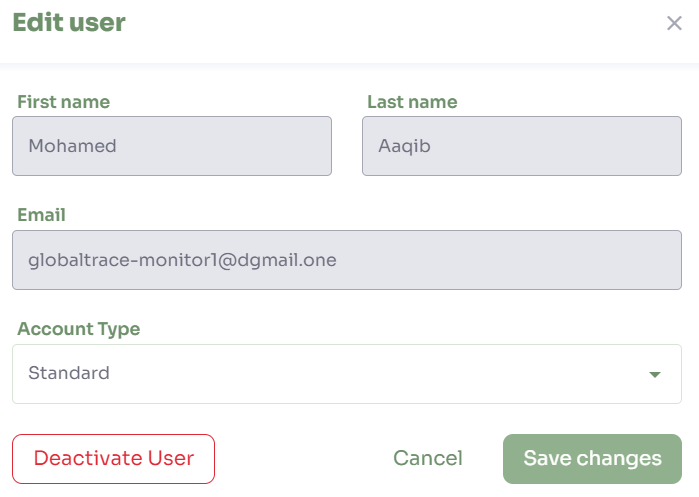 Edit user
First name Last name
Mohamed Aaqib
Email
globaltrace-monitor1@dgmail.one
Account Type
Standard
Deactivate User Cancel Save changes